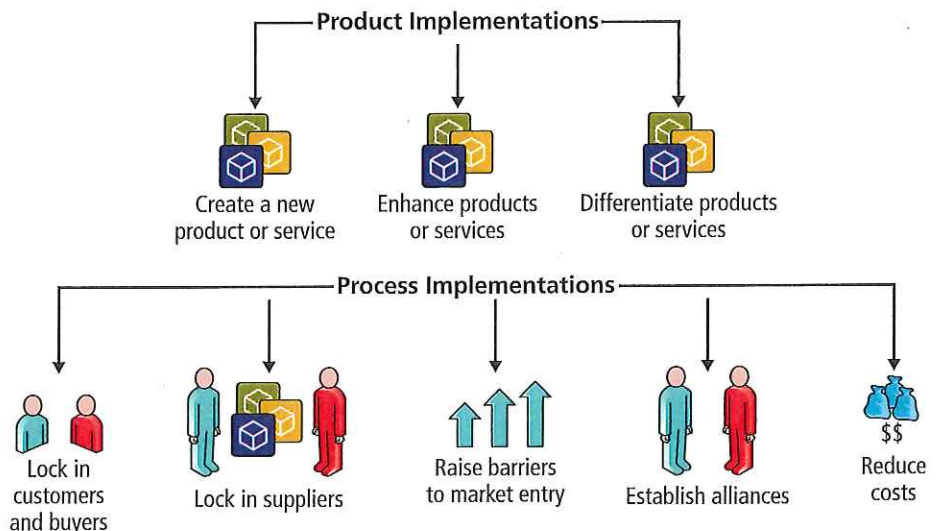 Product Implementations
Create a new
product or service
Enhance products
or services
Differentiate products
or services
Process Implementations
Lock in
customers
and buyers
Lock in suppliers
Raise barriers
to market entry
Establish alliances
$$
Reduce
costs